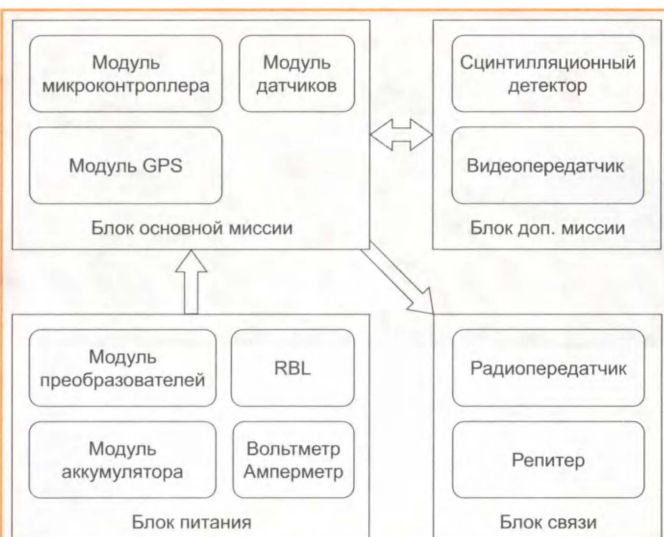 Модуль
микроконтроллера
Модуль
датчиков
Модуль GPS
Блок основной миссии
Сцинтилляционный
детектор
Видеопередатчик
Блок доп. миссии
Модуль
преобразователей
RBL
Модуль
аккумулятора
Вольтметр
Амперметр
Блок питания
Радиопередатчик
Репитер
Блок связи